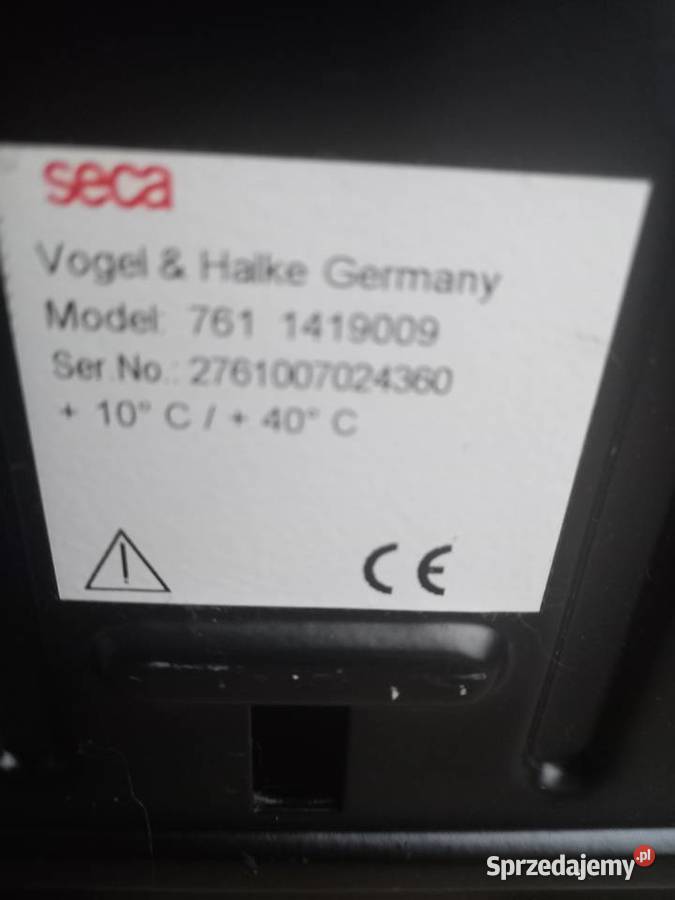 seca
Vogel & Halke Germany
Model: 761 1419009
Ser.No.: 2761007024360
+ 10° C / + 40° C
CE
Sprzedajemy.pl